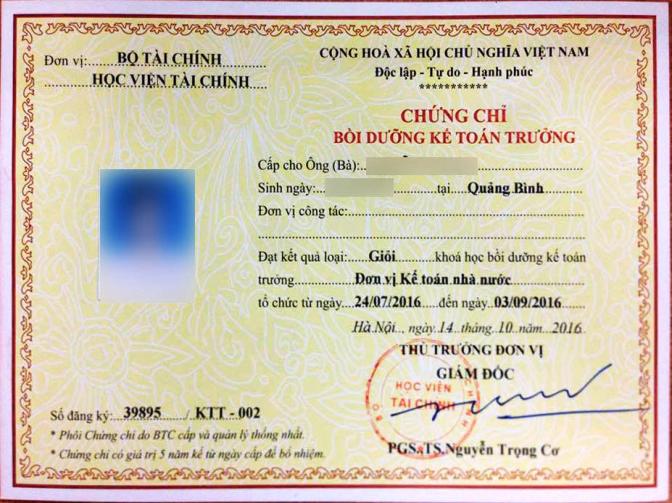 Đơn vị: BỘ TÀI CHÍNH
HỌC VIỆN TÀI CHÍNH
CỘNG HOÀ XÃ HỘI CHỦ NGHĨA VIỆT NAM
Độc lập - Tự do - Hạnh phúc
***********
CHỨNG CHỈ
BỒI DƯỠNG KẾ TOÁN TRƯỞNG
Cấp cho Ông (Bà):
Sinh ngày: tại Quảng Bình
Đơn vị công tác:
Đạt kết quả loại: Giỏi khoá học bồi dưỡng kế toán
trưởng Đơn vị Kế toán nhà nước
tổ chức từ ngày 24/07/2016 đến ngày 03/09/2016
Hà Nội, ngày 14 tháng 10 năm 2016
THỦ TRƯỞNG ĐƠN VỊ
GIÁM ĐỐC
HỌC VIỆN
TÀI CHÍNH
PGS.TS.Nguyễn Trọng Cơ
Số đăng ký: 39895 / KTT - 002
* Phôi Chứng chỉ do BTC cấp và quản lý thống nhất.
* Chứng chỉ có giá trị 5 năm kể từ ngày cấp để bổ nhiệm.